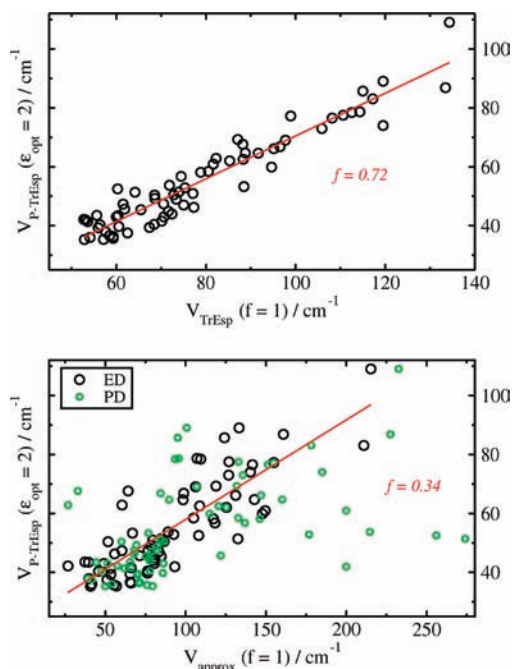 100
80
60
40
V_P-TrEsp (ε_opt = 2) / cm⁻¹
f = 0.72
60 80 100 120 140
V_TrEsp (f = 1) / cm⁻¹
ED
PD
100
80
60
40
V_P-TrEsp (ε_opt = 2) / cm⁻¹
f = 0.34
50 100 150 200 250
V_approx (f = 1) / cm⁻¹